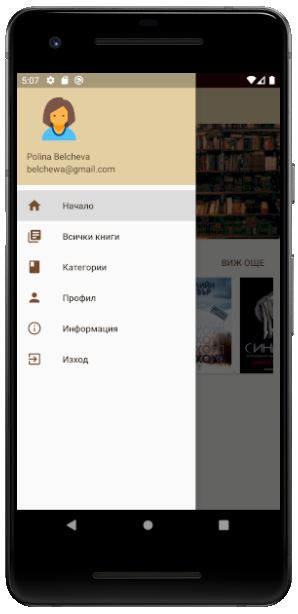 5:07
Polina Belcheva
belchewa@gmail.com
Начало
Всички книги
Категории
Профил
Информация
Изход
ВИЖ ОЩЕ